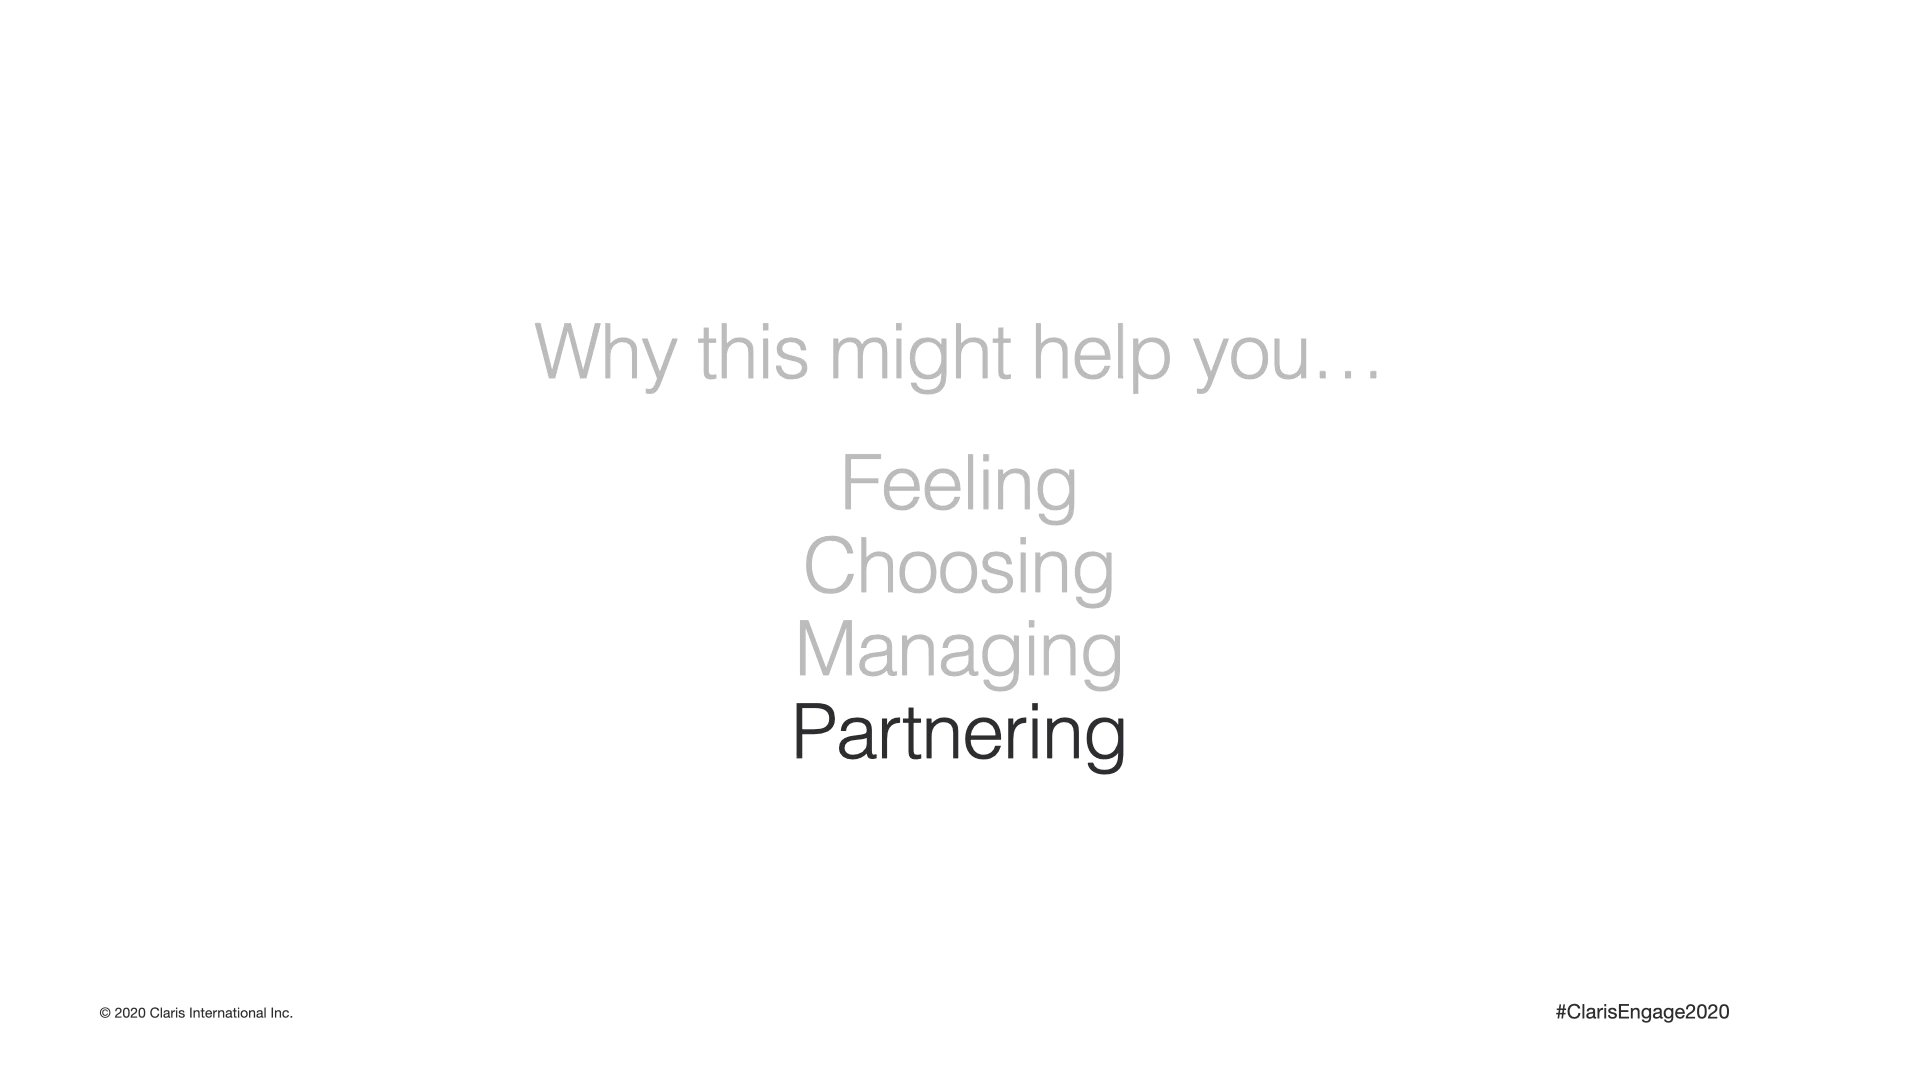 Why this might help you…
Feeling
Choosing
Managing
Partnering
© 2020 Claris International Inc.
#ClarisEngage2020